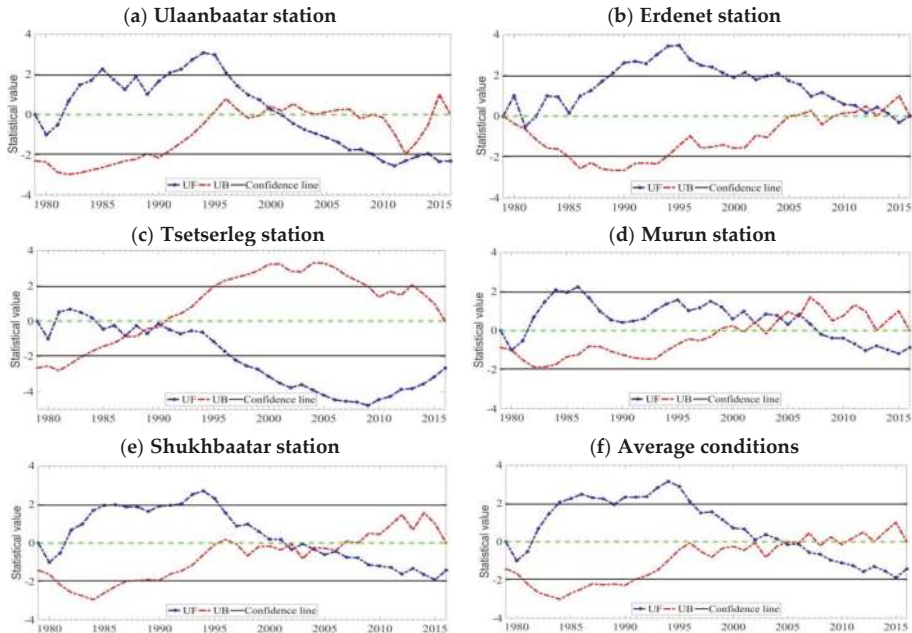 (a) Ulaanbaatar station
4
2
0
-2
-4
Statistical value
UF UB Confidence line
1980 1985 1990 1995 2000 2005 2010 2015
(b) Erdenet station
4
2
0
-2
-4
Statistical value
UF UB Confidence line
1980 1985 1990 1995 2000 2005 2010 2015
(c) Tsetserleg station
4
2
0
-2
-4
Statistical value
UF UB Confidence line
1980 1985 1990 1995 2000 2005 2010 2015
(d) Murun station
4
2
0
-2
-4
Statistical value
UF UB Confidence line
1980 1985 1990 1995 2000 2005 2010 2015
(e) Shukhbaatar station
4
2
0
-2
-4
Statistical value
UF UB Confidence line
1980 1985 1990 1995 2000 2005 2010 2015
(f) Average conditions
4
2
0
-2
-4
Statistical value
UF UB Confidence line
1980 1985 1990 1995 2000 2005 2010 2015